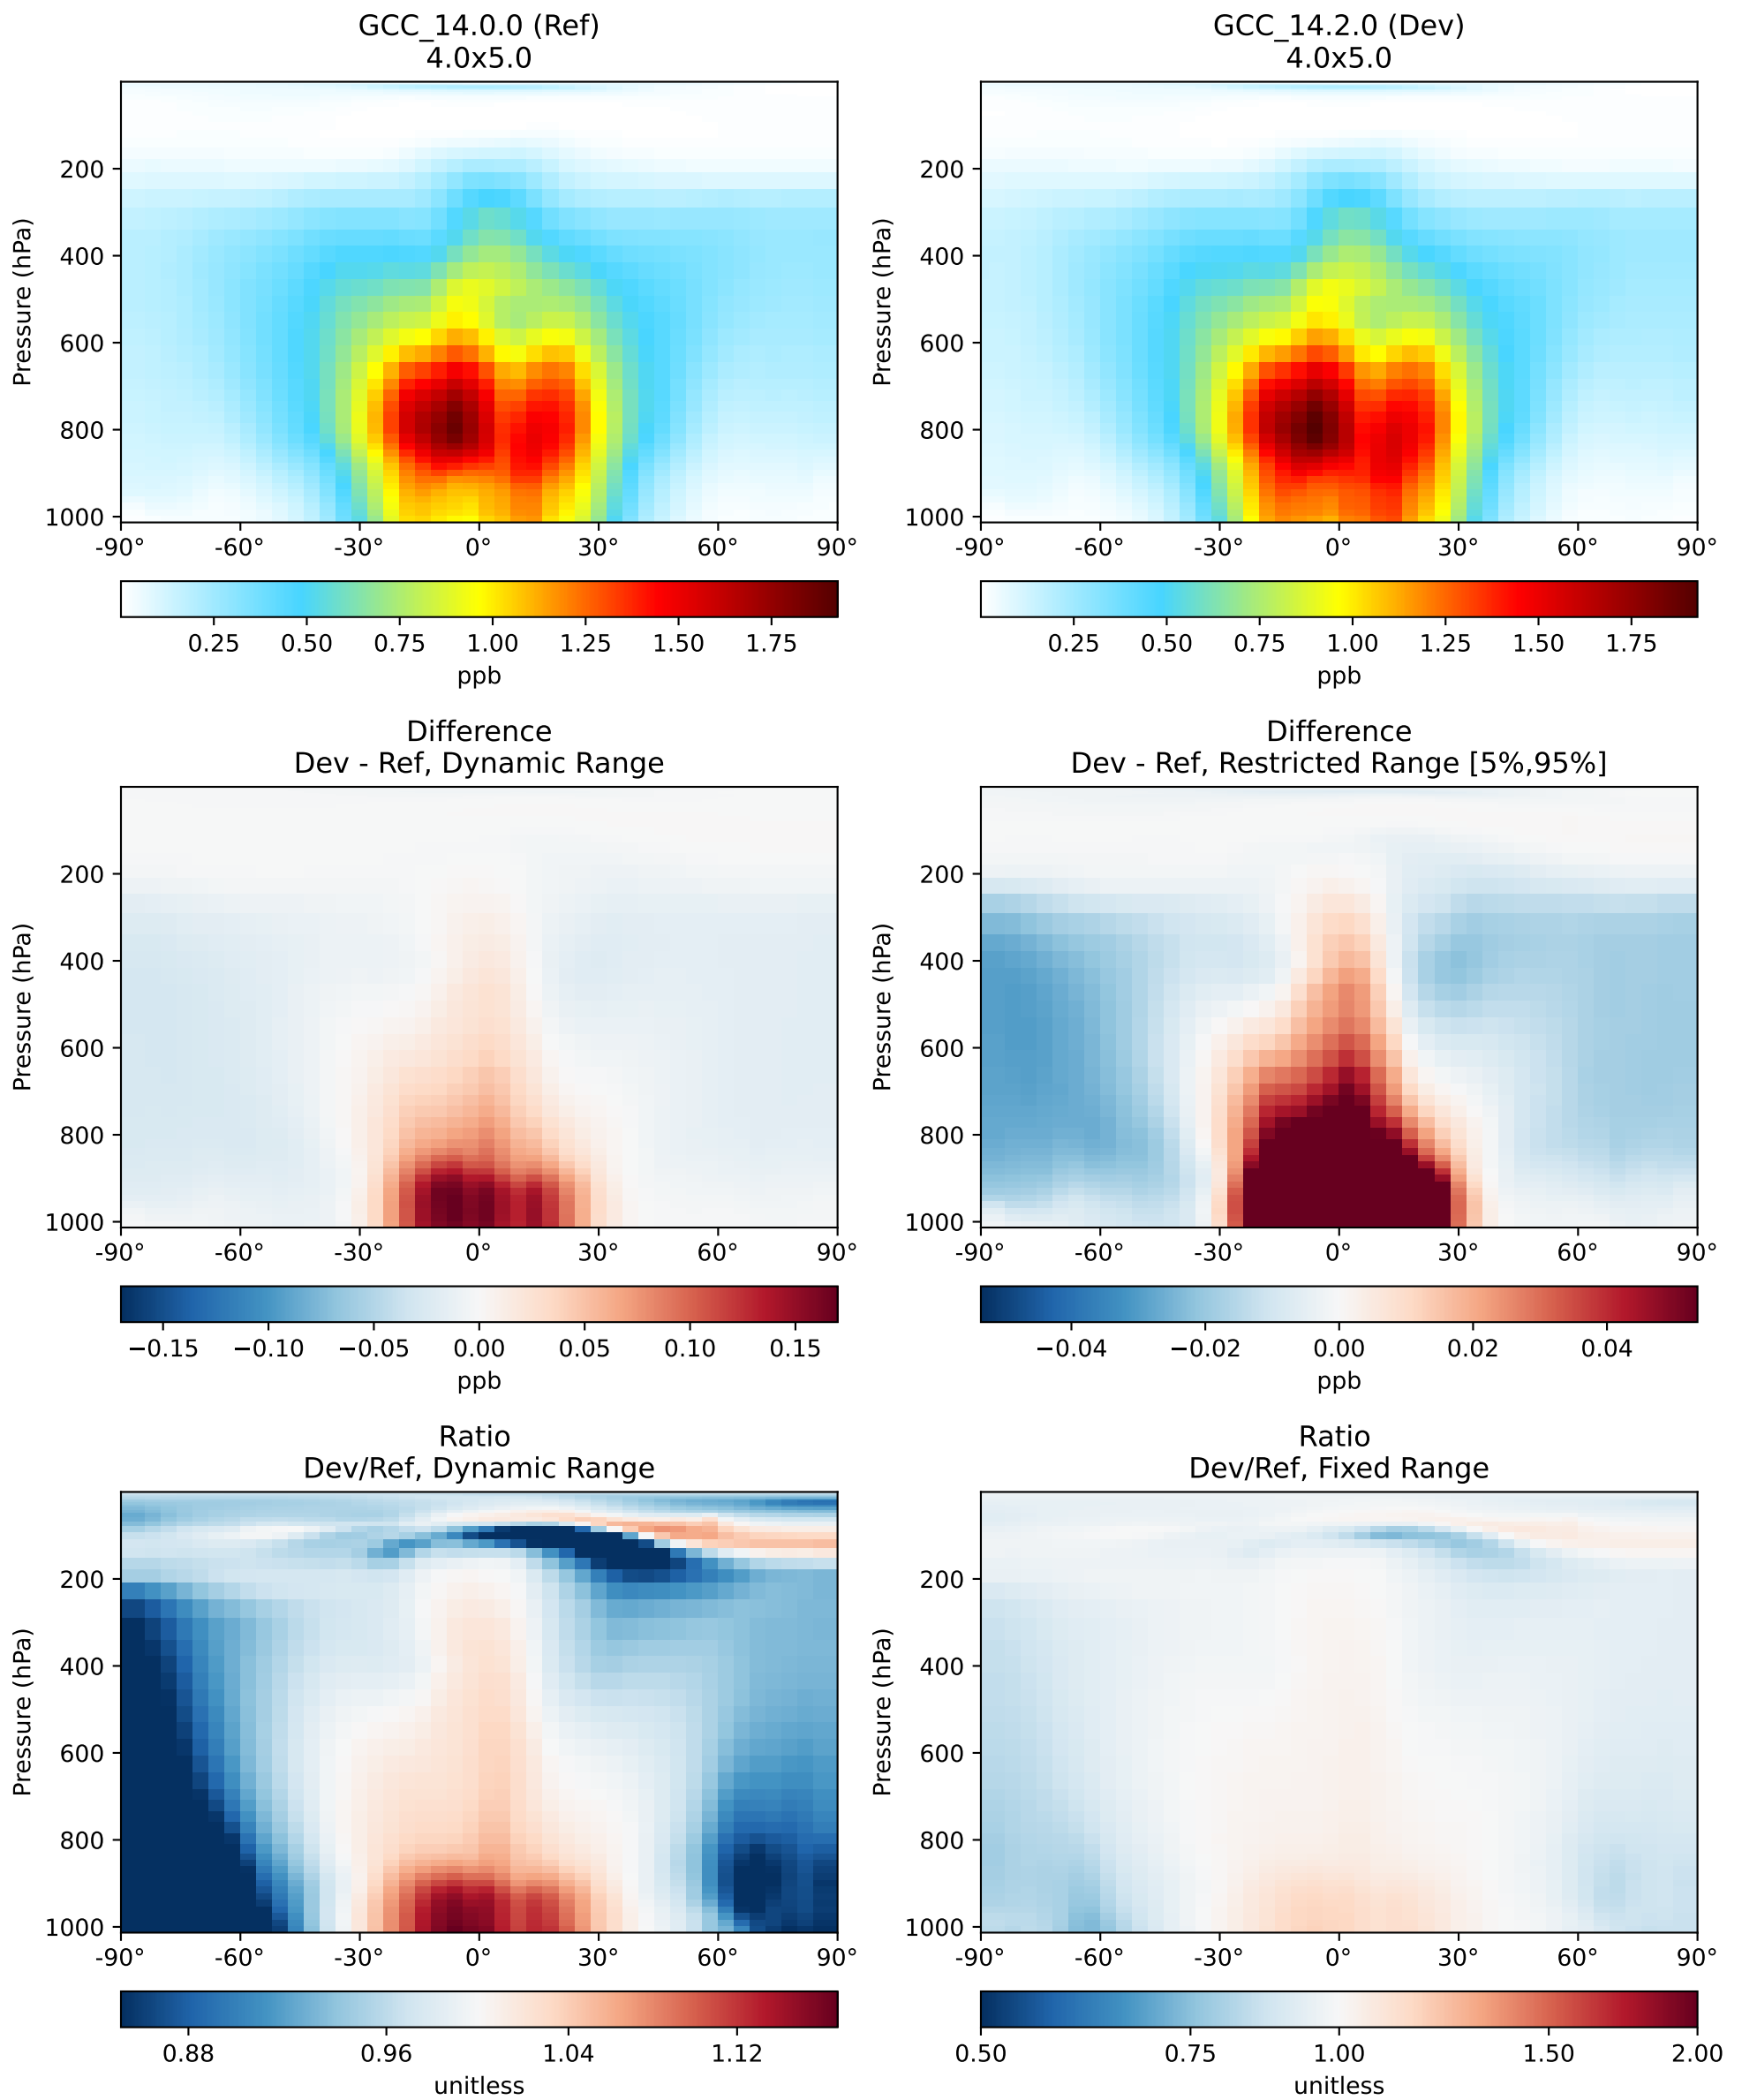 GCC_14.0.0 (Ref)
4.0x5.0
GCC_14.2.0 (Dev)
4.0x5.0
Pressure (hPa)
200
400
600
800
1000
-90° -60° -30° 0° 30° 60° 90°
0.25 0.50 0.75 1.00 1.25 1.50 1.75
ppb
Pressure (hPa)
200
400
600
800
1000
-90° -60° -30° 0° 30° 60° 90°
0.25 0.50 0.75 1.00 1.25 1.50 1.75
ppb
Difference
Dev - Ref, Dynamic Range
Pressure (hPa)
200
400
600
800
1000
-90° -60° -30° 0° 30° 60° 90°
−0.15 −0.10 −0.05 0.00 0.05 0.10 0.15
ppb
Difference
Dev - Ref, Restricted Range [5%,95%]
Pressure (hPa)
200
400
600
800
1000
-90° -60° -30° 0° 30° 60° 90°
−0.04 −0.02 0.00 0.02 0.04
ppb
Ratio
Dev/Ref, Dynamic Range
Pressure (hPa)
200
400
600
800
1000
-90° -60° -30° 0° 30° 60° 90°
0.88 0.96 1.04 1.12
unitless
Ratio
Dev/Ref, Fixed Range
Pressure (hPa)
200
400
600
800
1000
-90° -60° -30° 0° 30° 60° 90°
0.50 0.75 1.00 1.50 2.00
unitless